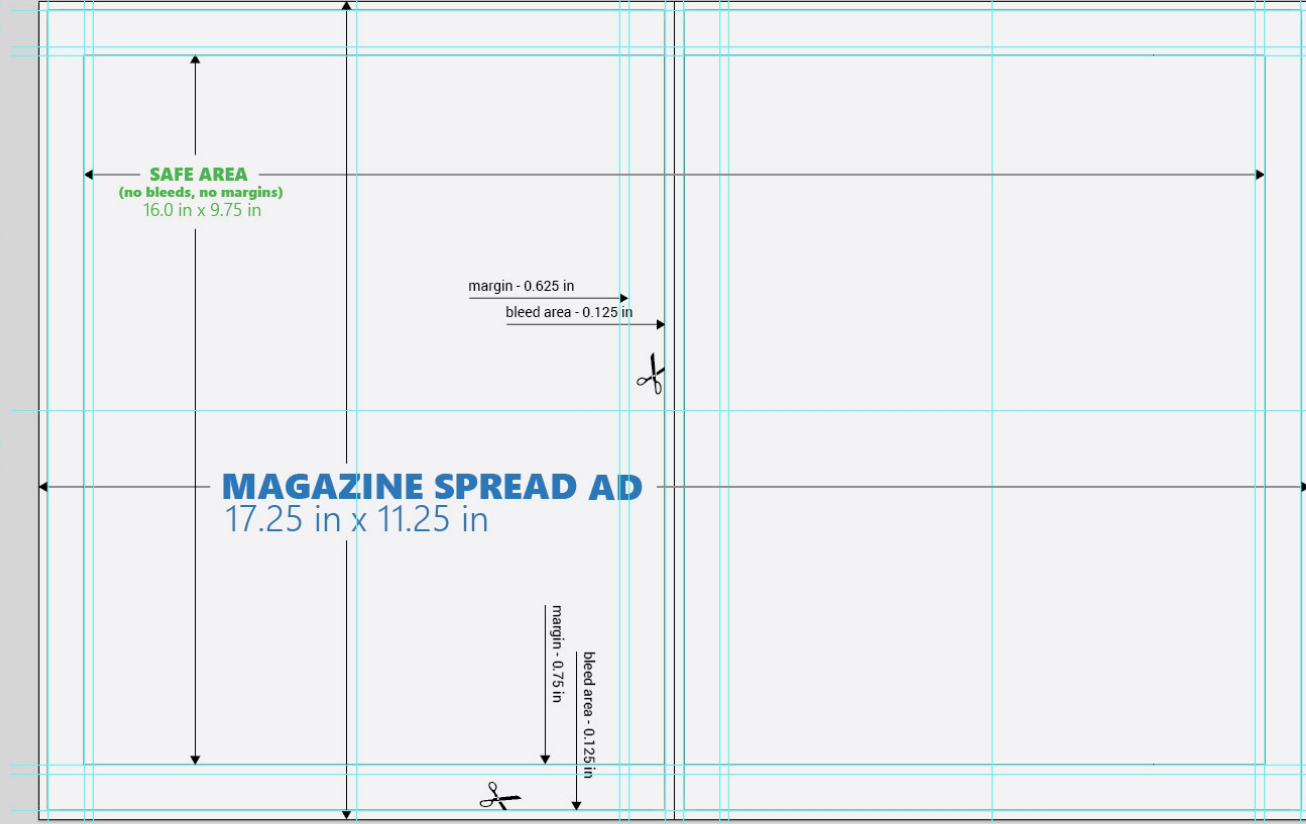 SAFE AREA
(no bleeds, no margins)
16.0 in x 9.75 in
margin - 0.625 in
bleed area - 0.125 in
MAGAZINE SPREAD AD
17.25 in x 11.25 in
margin - 0.75 in
bleed area - 0.125 in